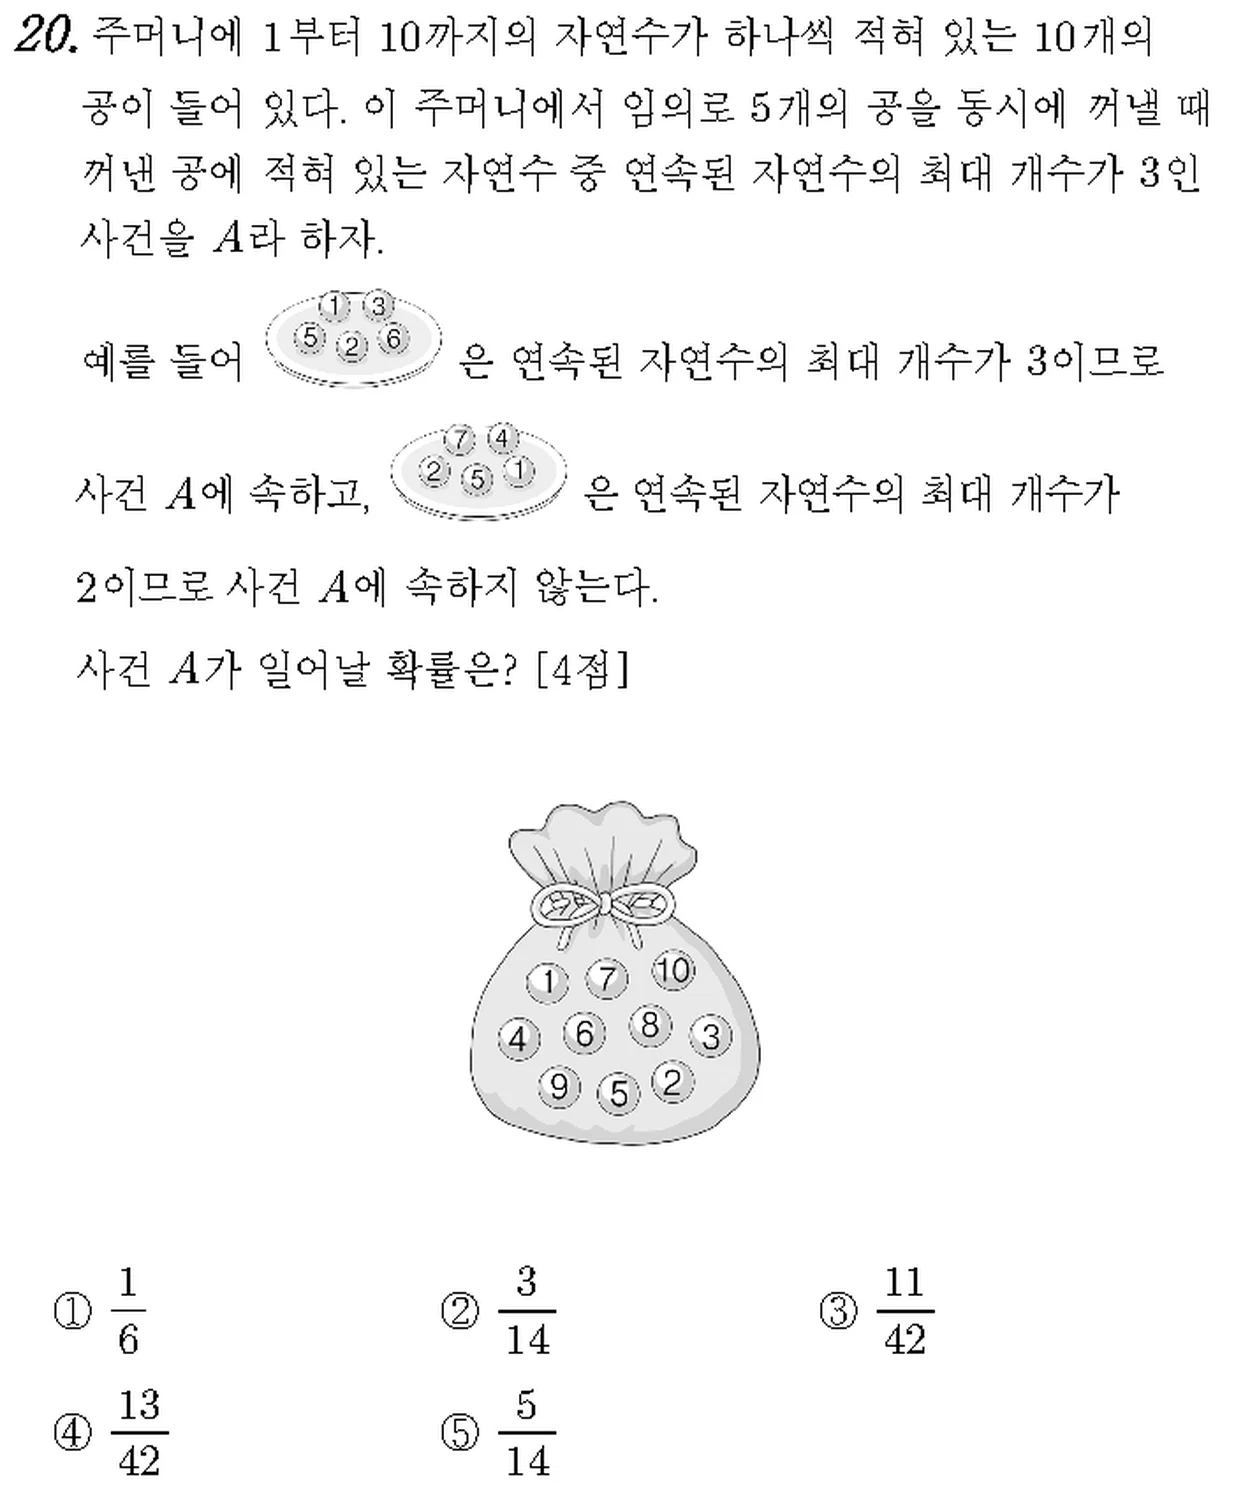 20. 주머니에 1부터 10까지의 자연수가 하나씩 적혀 있는 10개의
공이 들어 있다. 이 주머니에서 임의로 5개의 공을 동시에 꺼낼 때
꺼낸 공에 적혀 있는 자연수 중 연속된 자연수의 최대 개수가 3인
사건을 A라 하자.
1 3
예를 들어 5 2 6 은 연속된 자연수의 최대 개수가 3이므로
7 4
사건 A에 속하고, 2 5 1 은 연속된 자연수의 최대 개수가
2이므로 사건 A에 속하지 않는다.
사건 A가 일어날 확률은? [4점]
1 7 10
4 6 8 3
9 5 2
① 1/6 ② 3/14 ③ 11/42
④ 13/42 ⑤ 5/14